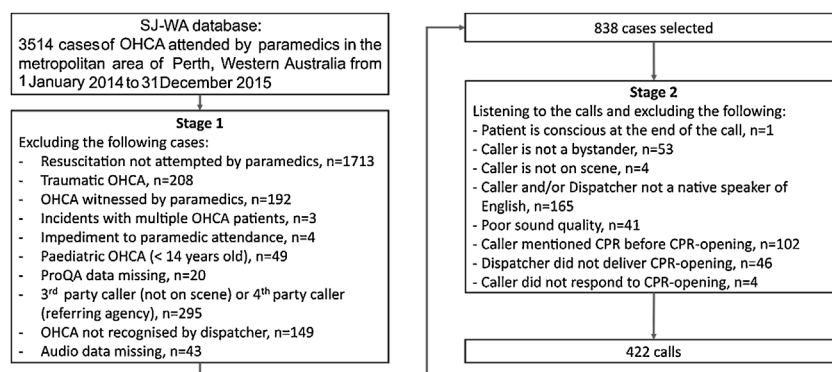 SJ-WA database:
3514 cases of OHCA attended by paramedics in the
metropolitan area of Perth, Western Australia from
1 January 2014 to 31 December 2015
Stage 1
Excluding the following cases:
- Resuscitation not attempted by paramedics, n=1713
- Traumatic OHCA, n=208
- OHCA witnessed by paramedics, n=192
- Incidents with multiple OHCA patients, n=3
- Impediment to paramedic attendance, n=4
- Paediatric OHCA (< 14 years old), n=49
- ProQA data missing, n=20
- 3rd party caller (not on scene) or 4th party caller
(referring agency), n=295
- OHCA not recognised by dispatcher, n=149
- Audio data missing, n=43
838 cases selected
Stage 2
Listening to the calls and excluding the following:
- Patient is conscious at the end of the call, n=1
- Caller is not a bystander, n=53
- Caller is not on scene, n=4
- Caller and/or Dispatcher not a native speaker of
English, n=165
- Poor sound quality, n=41
- Caller mentioned CPR before CPR-opening, n=102
- Dispatcher did not deliver CPR-opening, n=46
- Caller did not respond to CPR-opening, n=4
422 calls